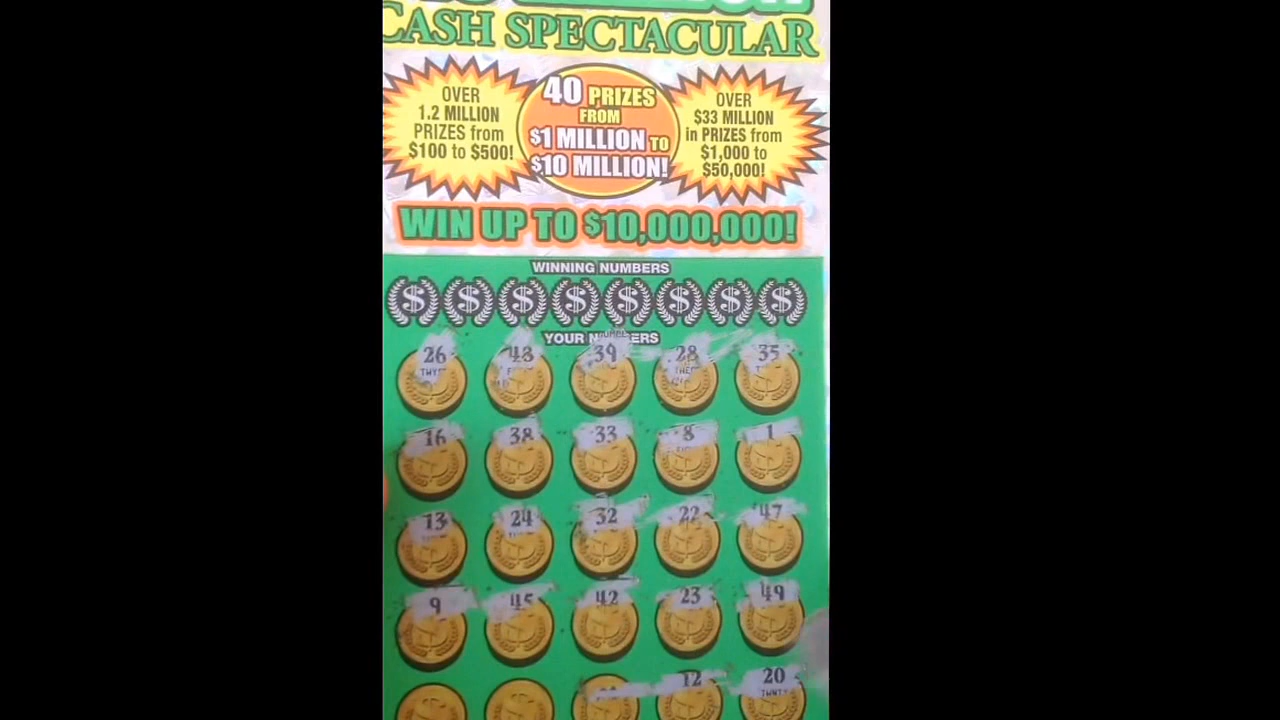 CASH SPECTACULAR
OVER
1.2 MILLION
PRIZES from
$100 to $500!
40 PRIZES
FROM
$1 MILLION TO
$10 MILLION!
OVER
$33 MILLION
in PRIZES from
$1,000 to
$50,000!
WIN UP TO $10,000,000!
WINNING NUMBERS
$ $ $ $ $ $ $ $
YOUR NUMBERS
26 48 39 28 35
16 38 33 8 1
13 24 32 22 47
9 45 42 23 49
12 20
TWNTY